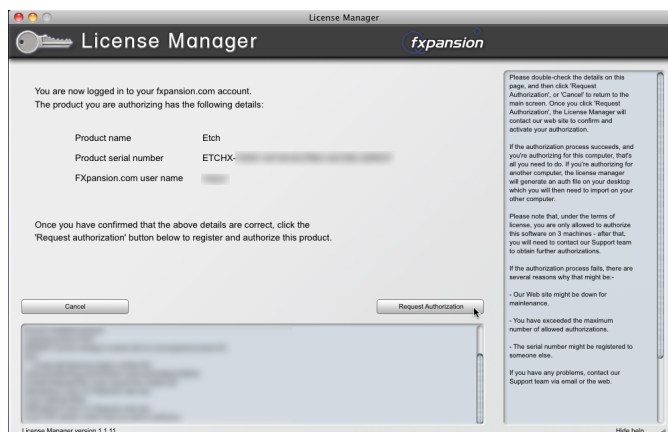 License Manager
License Manager
fxpansion
You are now logged in to your fxpansion.com account.
The product you are authorizing has the following details:
Product name Etch
Product serial number ETCHX-
FXpansion.com user name
Once you have confirmed that the above details are correct, click the
'Request authorization' button below to register and authorize this product.
Cancel
Request Authorization
License Manager version 1.1.11
Please double-check the details on this
page, and then click 'Request
Authorization', or 'Cancel' to return to the
main screen. Once you click 'Request
Authorization', the License Manager will
contact our web site to confirm and
activate your authorization.
If the authorization process succeeds, and
you're authorizing for this computer, that's
all you need to do. If you're authorizing for
another computer, the license manager
will generate an auth file on your desktop
which you will then need to import on your
other computer.
Please note that, under the terms of
license, you are only allowed to authorize
this software on 3 machines - after that,
you will need to contact our Support team
to obtain further authorizations.
If the authorization process fails, there are
several reasons why that might be:-
- Our Web site might be down for
maintenance.
- You have exceeded the maximum
number of allowed authorizations.
- The serial number might be registered to
someone else.
If you have any problems, contact our
Support team via email or the web.
Hide help